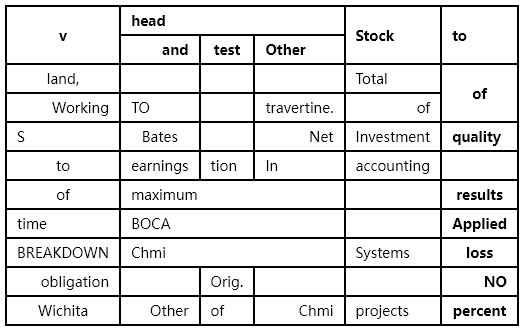 v head Stock to
and test Other
land, Total of
Working TO travertine. of
S Bates Net Investment quality
to earnings tion In accounting
of maximum results
time BOCA Applied
BREAKDOWN Chmi Systems loss
obligation Orig. NO
Wichita Other of Chmi projects percent